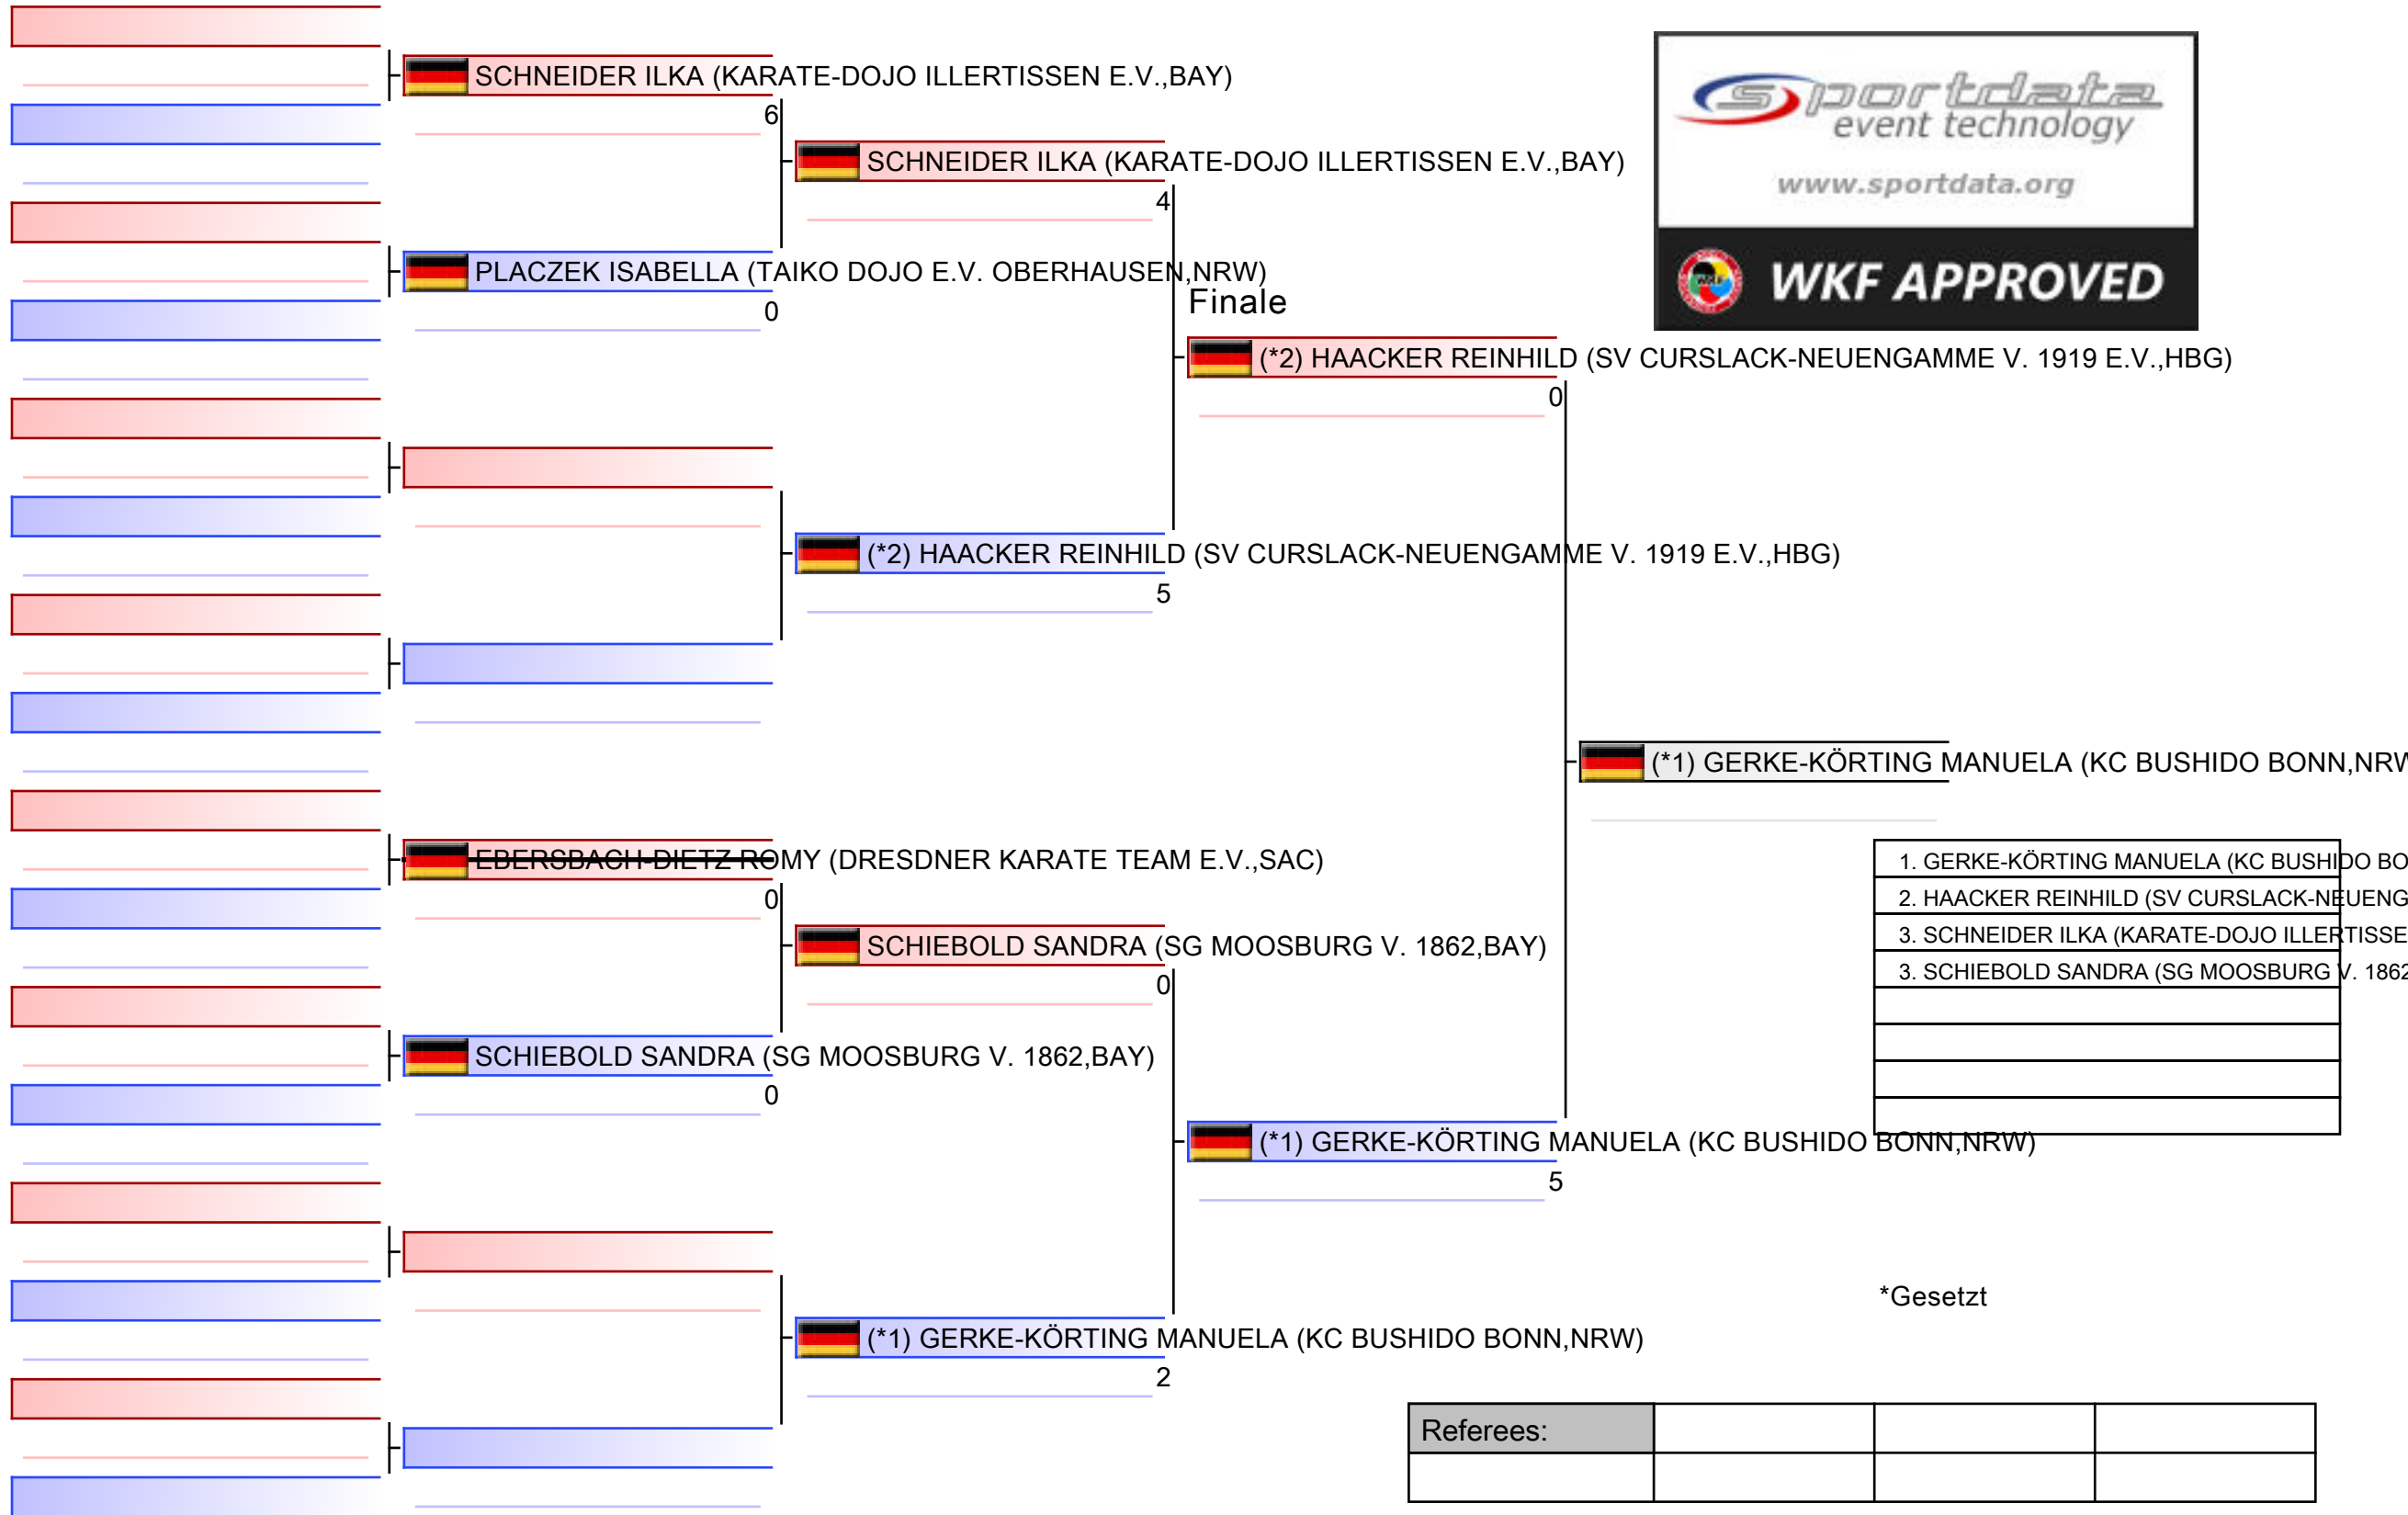 SCHNEIDER ILKA (KARATE-DOJO ILLERTISSEN E.V.,BAY)
6
sportdata
event technology
www.sportdata.org
WKF APPROVED
SCHNEIDER ILKA (KARATE-DOJO ILLERTISSEN E.V.,BAY)
4
PLACZEK ISABELLA (TAIKO DOJO E.V. OBERHAUSEN,NRW)
0
Finale
(*2) HAACKER REINHILD (SV CURSLACK-NEUENGAMME V. 1919 E.V.,HBG)
0
(*2) HAACKER REINHILD (SV CURSLACK-NEUENGAMME V. 1919 E.V.,HBG)
5
(*1) GERKE-KÖRTING MANUELA (KC BUSHIDO BONN,NRW
EBERSBACH-DIETZ ROMY (DRESDNER KARATE TEAM E.V.,SAC)
0
1. GERKE-KÖRTING MANUELA (KC BUSHIDO BO
2. HAACKER REINHILD (SV CURSLACK-NEUENG
3. SCHNEIDER ILKA (KARATE-DOJO ILLERTISSE
3. SCHIEBOLD SANDRA (SG MOOSBURG V. 1862
SCHIEBOLD SANDRA (SG MOOSBURG V. 1862,BAY)
0
SCHIEBOLD SANDRA (SG MOOSBURG V. 1862,BAY)
0
(*1) GERKE-KÖRTING MANUELA (KC BUSHIDO BONN,NRW)
5
*Gesetzt
(*1) GERKE-KÖRTING MANUELA (KC BUSHIDO BONN,NRW)
2
Referees: